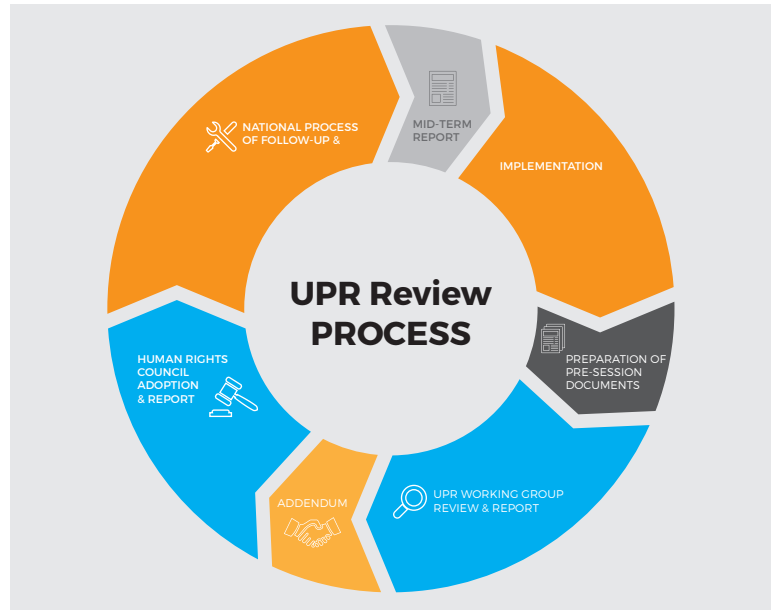 NATIONAL PROCESS
OF FOLLOW-UP &
MID-TERM
REPORT
IMPLEMENTATION
UPR Review
PROCESS
PREPARATION OF
PRE-SESSION
DOCUMENTS
HUMAN RIGHTS
COUNCIL
ADOPTION
& REPORT
UPR WORKING GROUP
REVIEW & REPORT
ADDENDUM